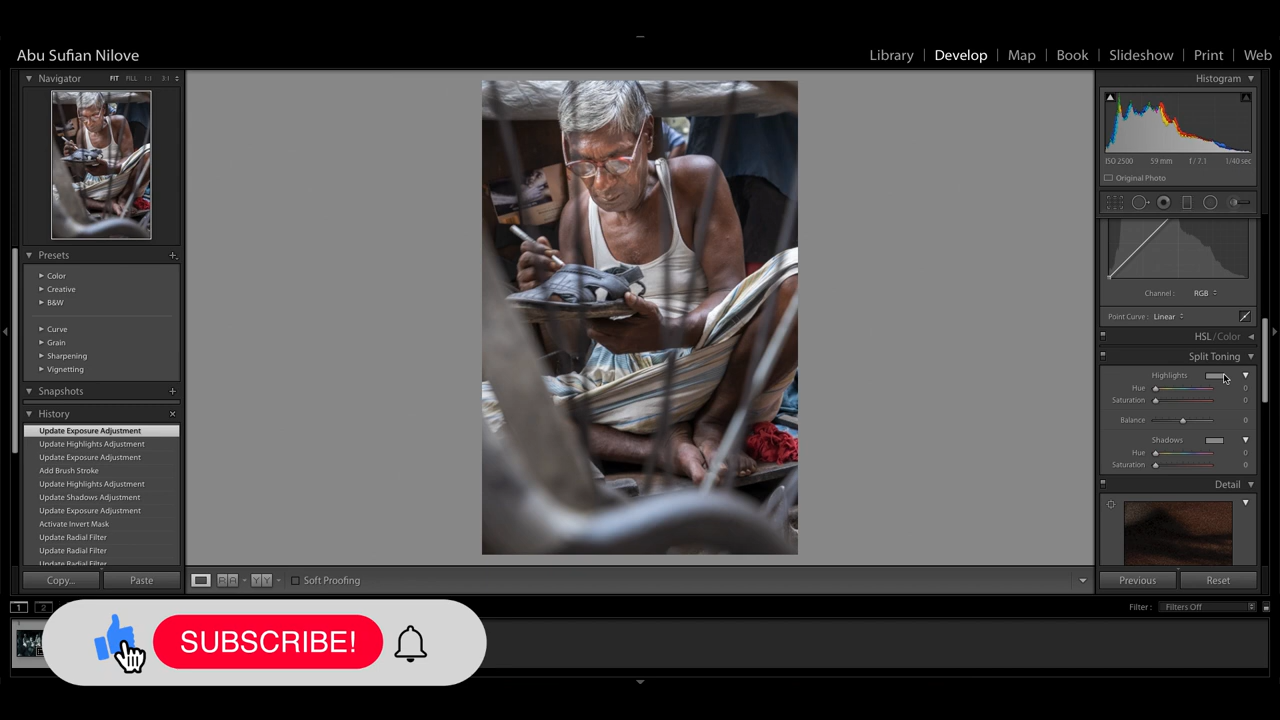 Abu Sufian Nilove
Library | Develop | Map | Book | Slideshow | Print | Web
Navigator FIT FILL 1:1 3:1
Histogram
ISO 2500 59 mm f / 7.1 1/40 sec
Original Photo
Presets
Color
Creative
B&W
Curve
Grain
Sharpening
Vignetting
Snapshots
History
Update Exposure Adjustment
Update Highlights Adjustment
Update Exposure Adjustment
Add Brush Stroke
Update Highlights Adjustment
Update Shadows Adjustment
Update Exposure Adjustment
Activate Invert Mask
Update Radial Filter
Update Radial Filter
Update Radial Filter
Copy... Paste
Channel : RGB
Point Curve : Linear
HSL / Color
Split Toning
Highlights
Hue 0
Saturation 0
Balance 0
Shadows
Hue 0
Saturation 0
Detail
Soft Proofing
Previous Reset
1 2
Filter : Filters Off
SUBSCRIBE!